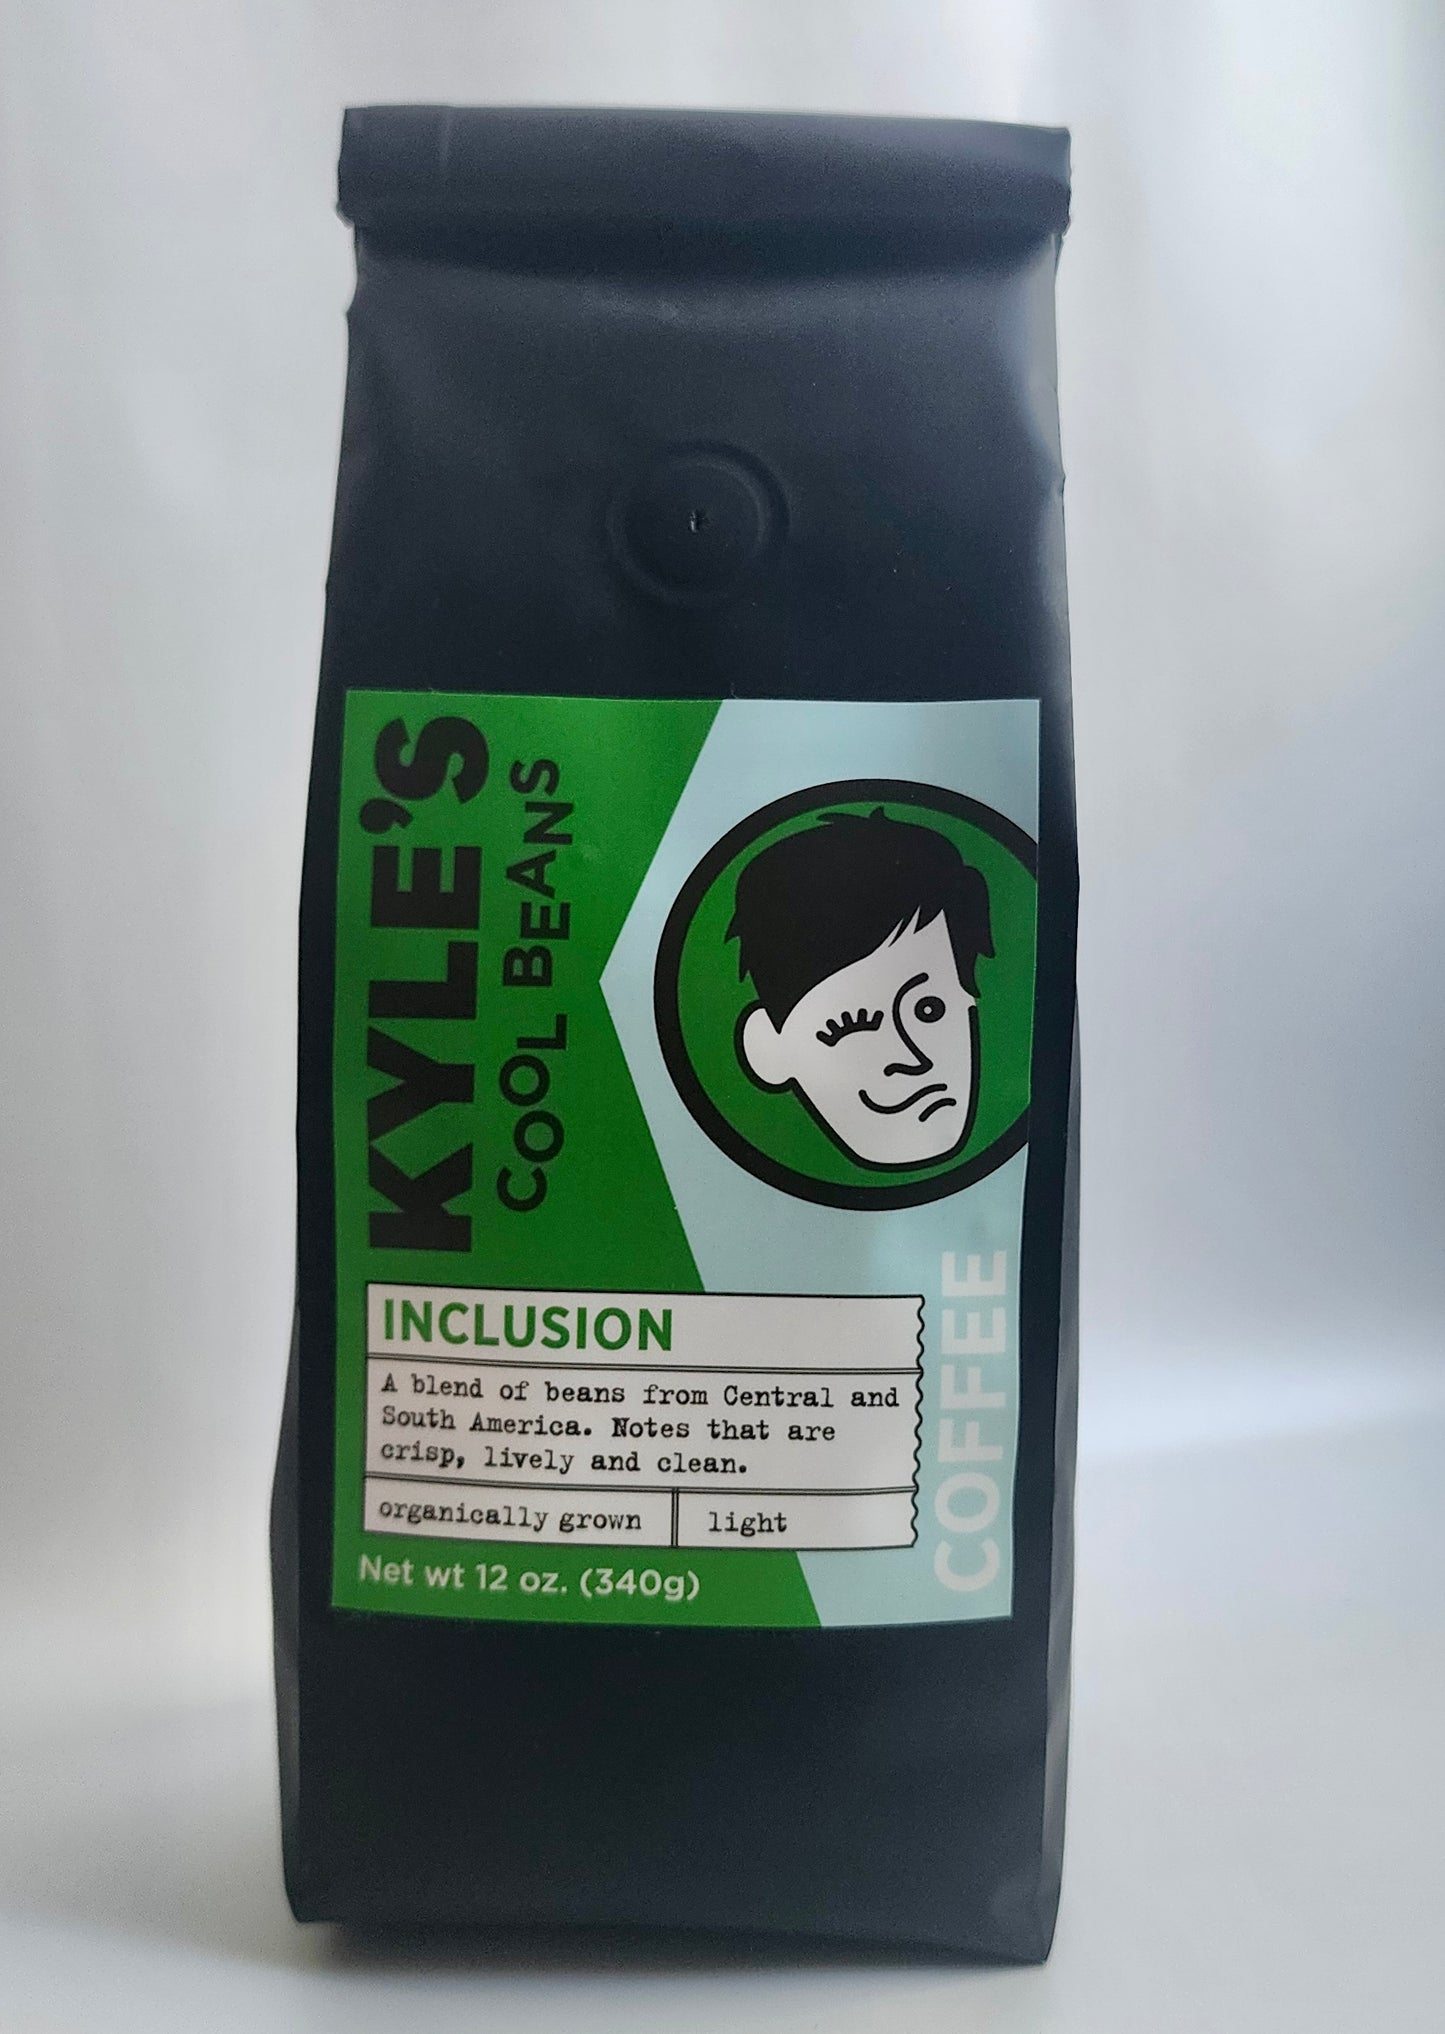 KYLE'S
COOL BEANS
INCLUSION
A blend of beans from Central and
South America. Notes that are
crisp, lively and clean.
organically grown
light
Net wt 12 oz. (340g)
COFFEE